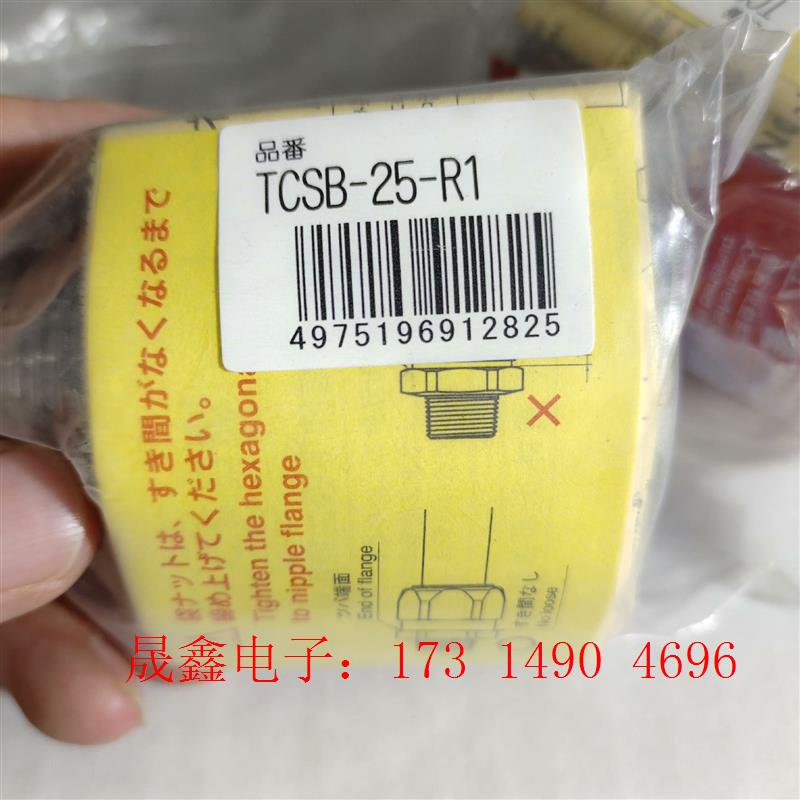 品番
TCSB-25-R1
4975196912825
袋ナットは、すき間がなくなるまで
締め上げてください。
Tighten the hexagona
to nipple flange
ツバ端面
End of flange
すき間なし
No loose
晟鑫电子：173 1490 4696